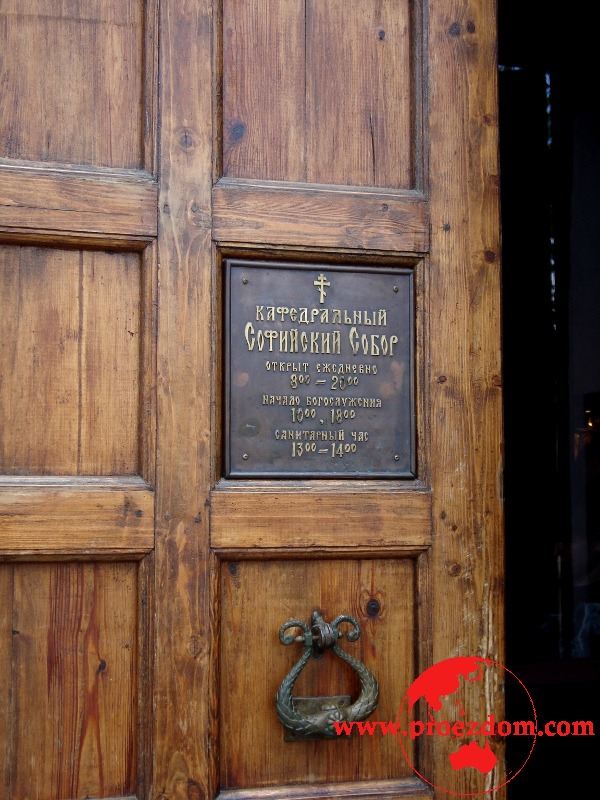 КАФЕДРАЛЬНЫЙ
СОФИЙСКИЙ СОБОР
ОТКРЫТ ЕЖЕДНЕВНО
8⁰⁰ – 20⁰⁰
НАЧАЛО БОГОСЛУЖЕНИЯ
10⁰⁰, 18⁰⁰
САНИТАРНЫЙ ЧАС
13⁰⁰ – 14⁰⁰
www.proezdom.com